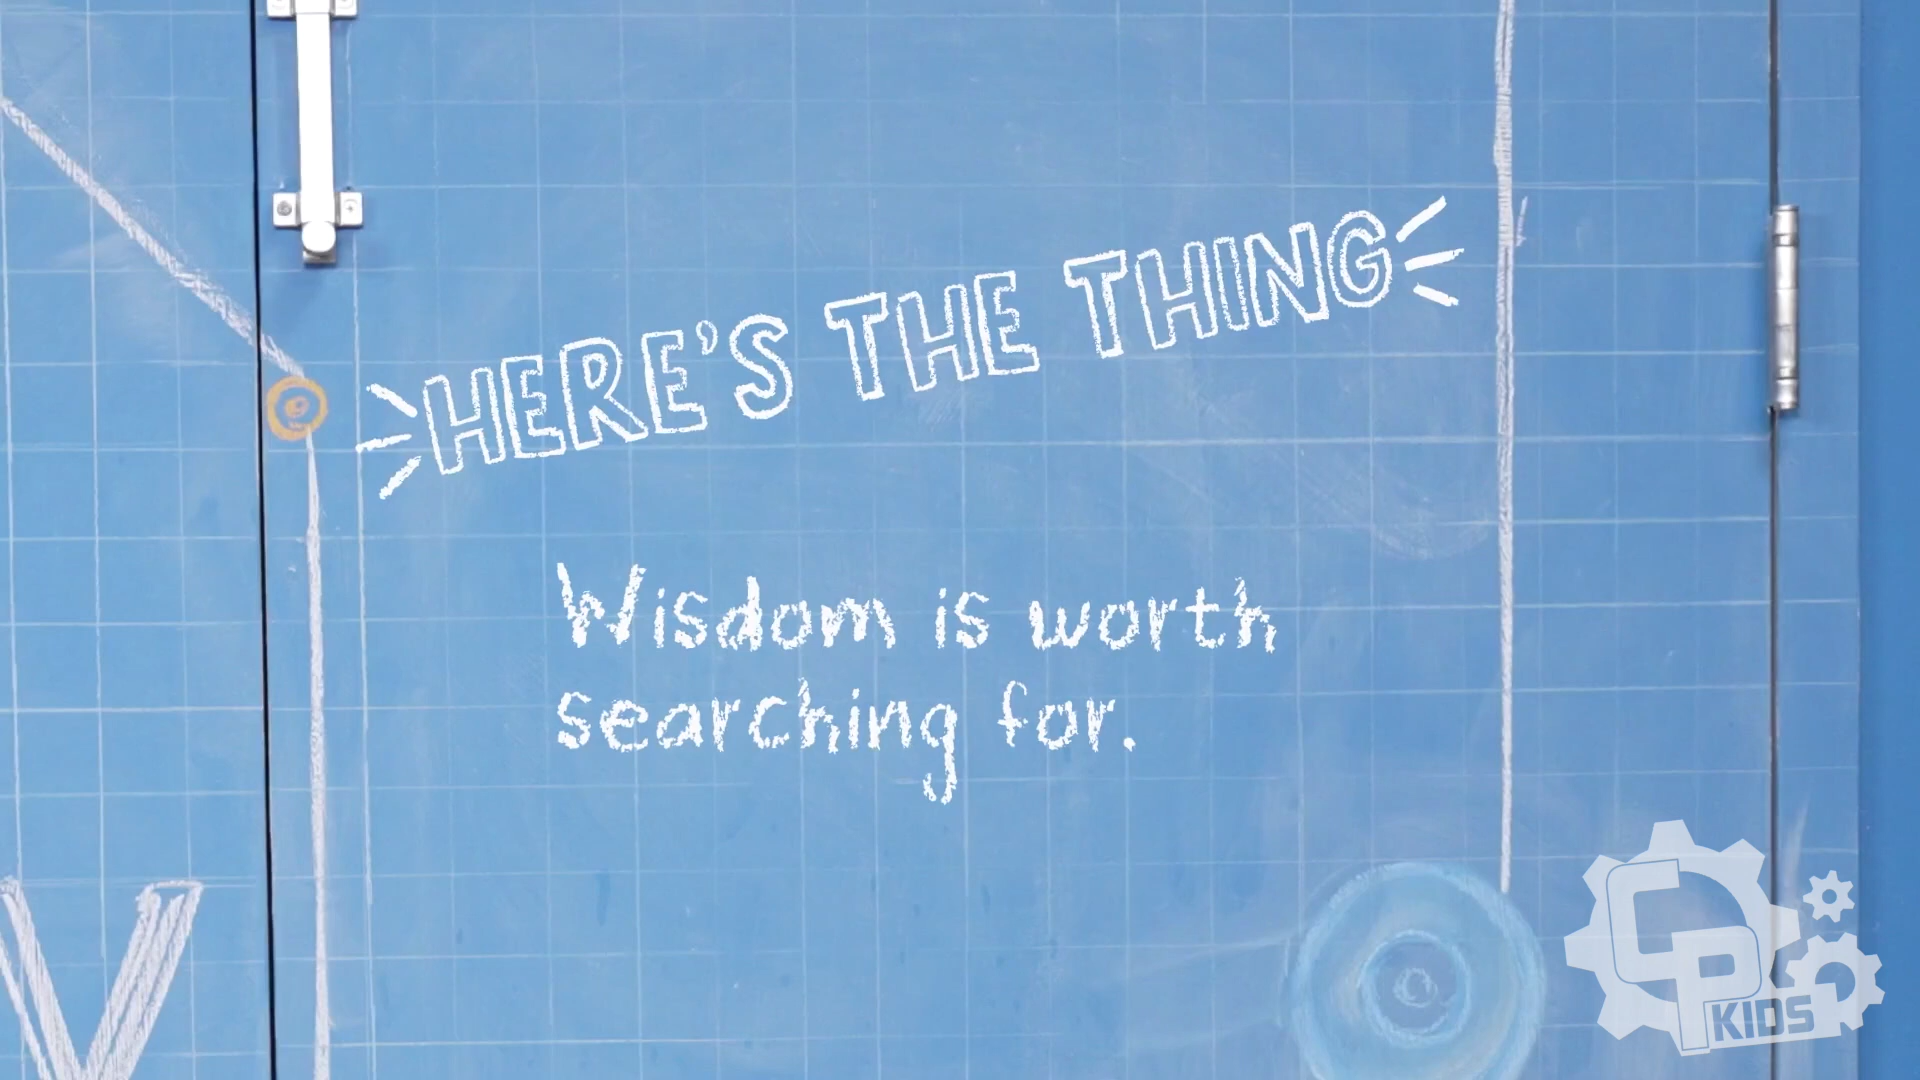 HERE'S THE THING
Wisdom is worth
searching for.
CP
KIDS